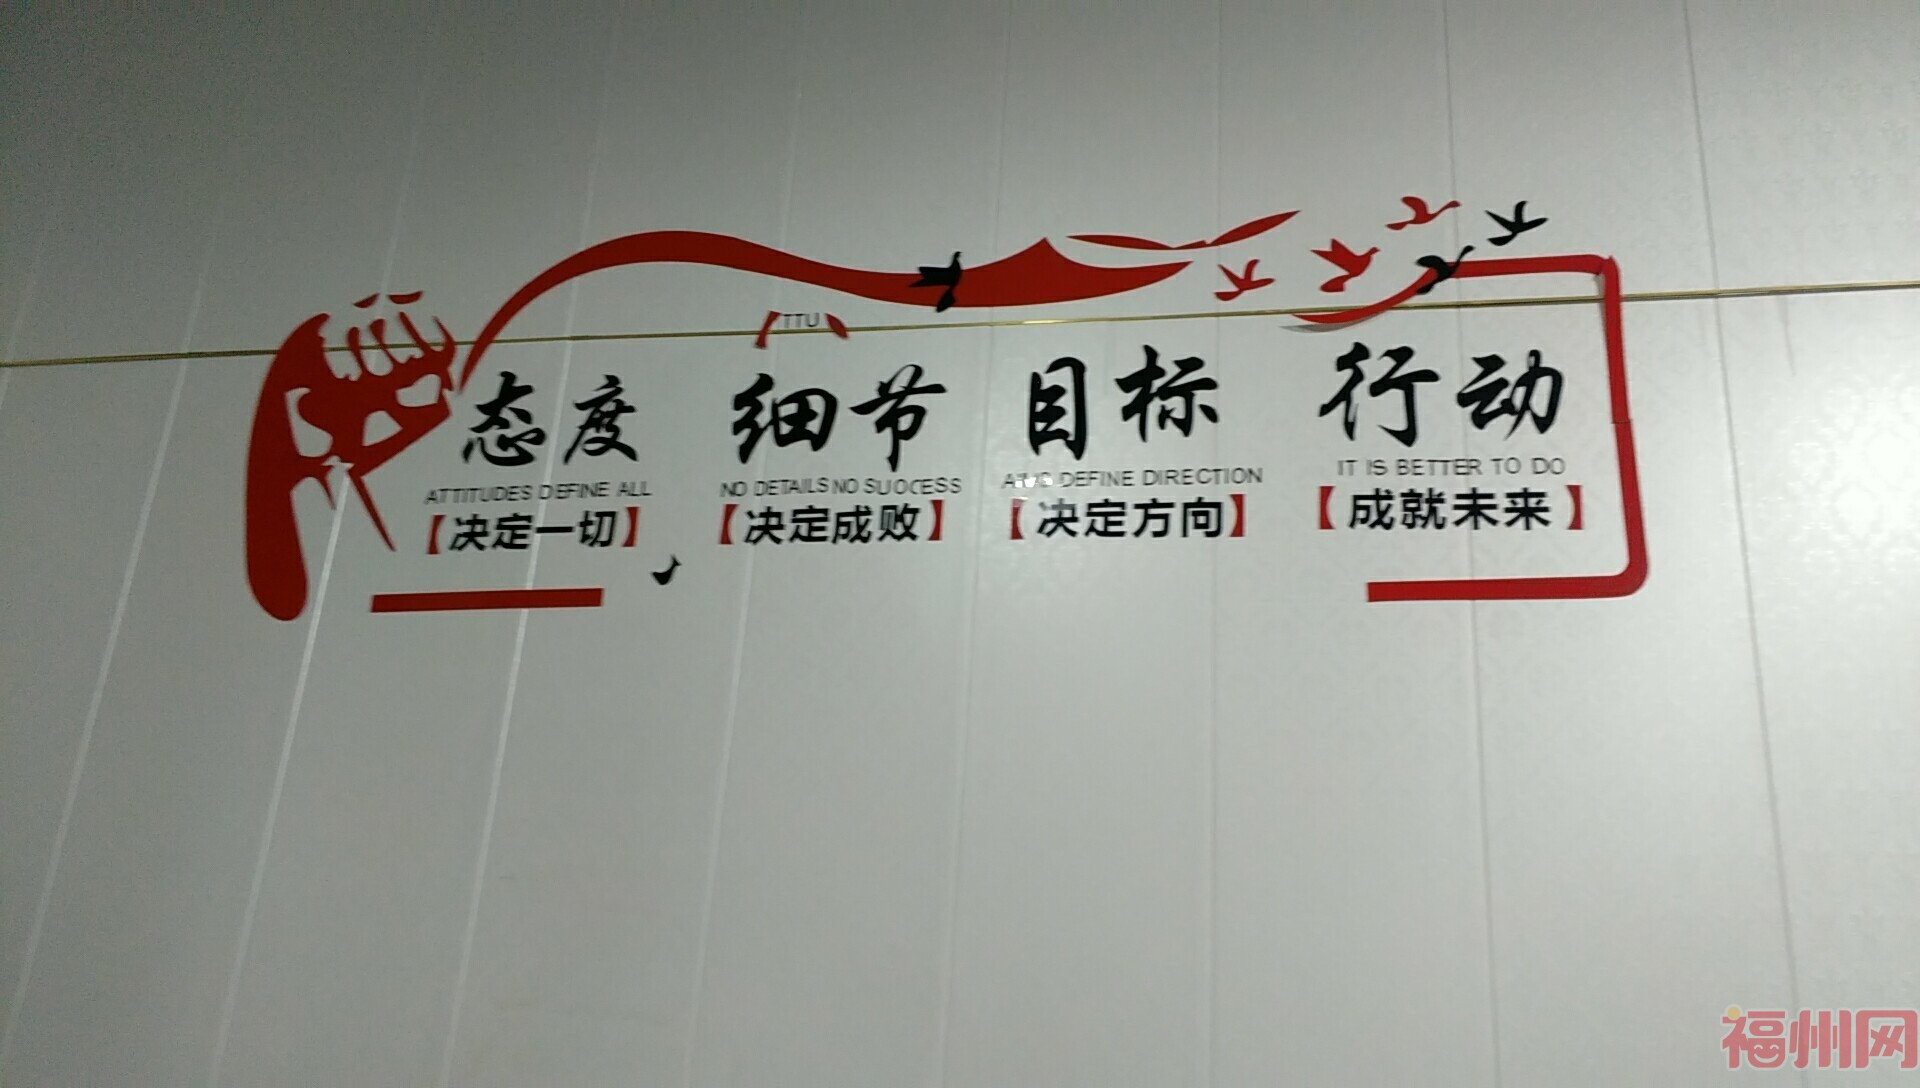 TTU
态度 细节 目标 行动
ATTITUDES DEFINE ALL NO DETAILS NO SUOCESS DEFINE DIRECTION IT IS BETTER TO DO
【决定一切】 【决定成败】 【决定方向】 【成就未来】
福州网